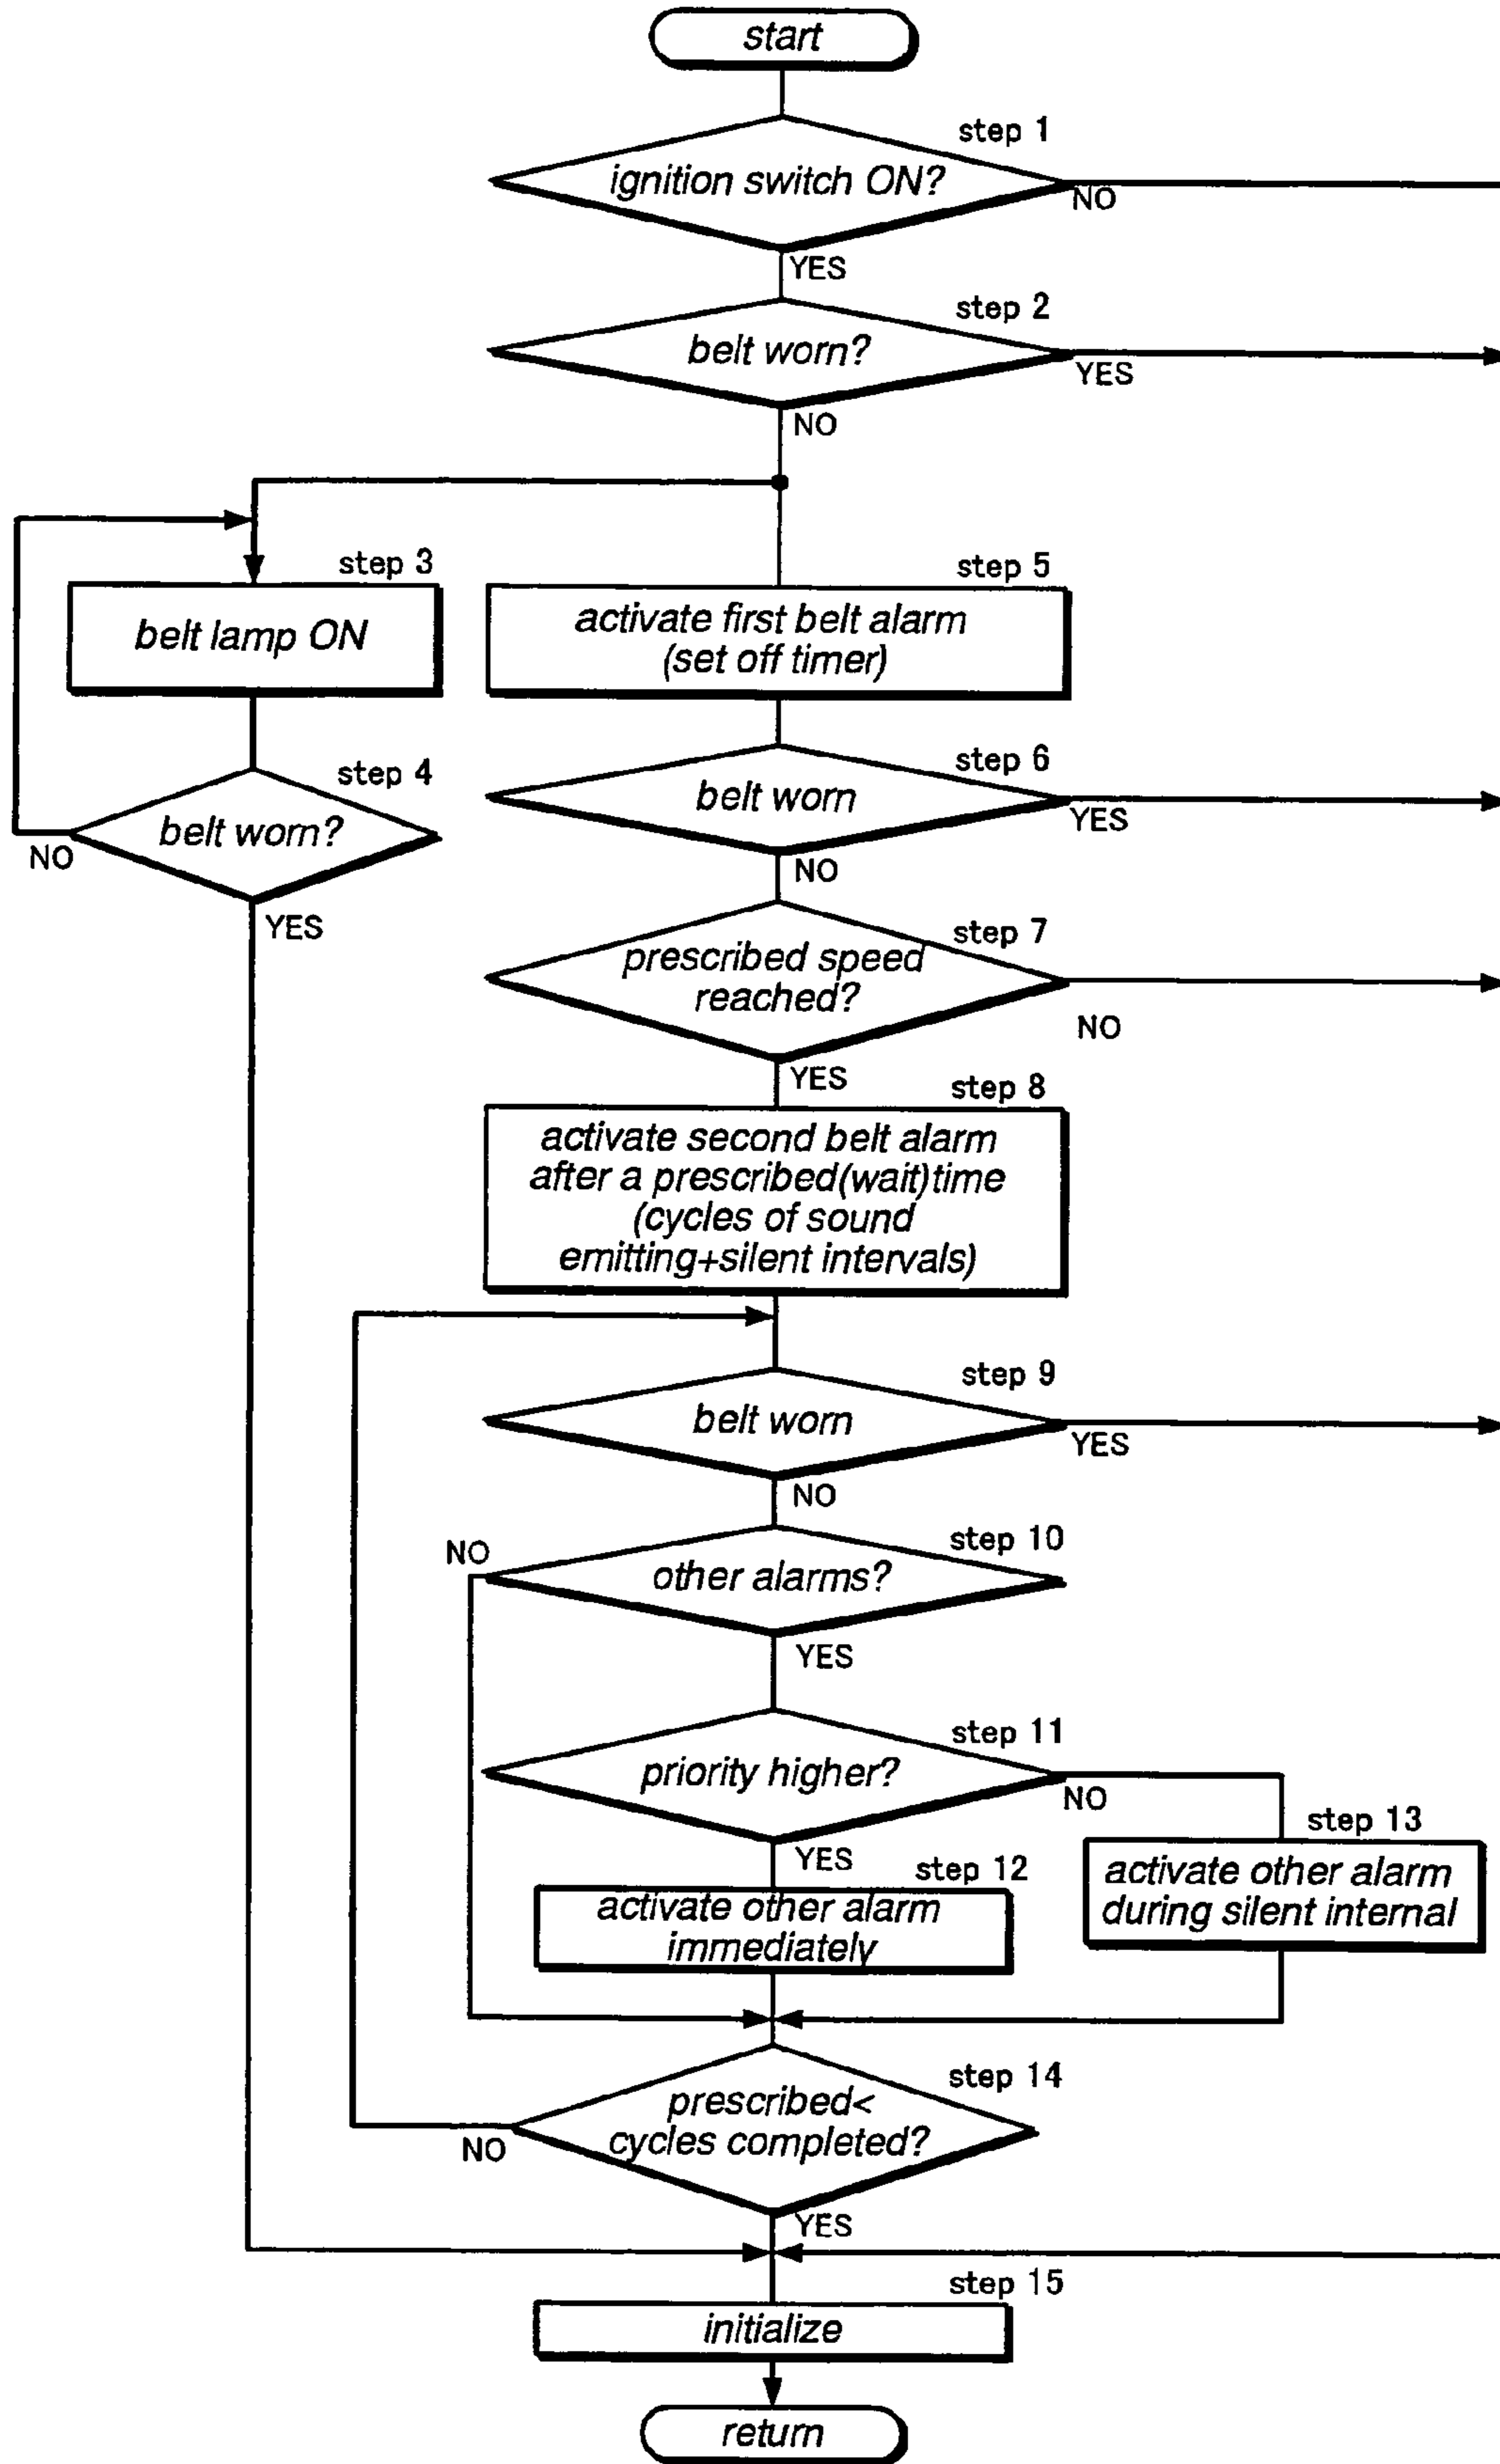 start
step 1
ignition switch ON?
NO
YES
step 2
belt worn?
YES
NO
step 3
belt lamp ON
step 4
belt worn?
NO
YES
step 5
activate first belt alarm
(set off timer)
step 6
belt worn
YES
NO
step 7
prescribed speed
reached?
NO
YES
step 8
activate second belt alarm
after a prescribed(wait)time
(cycles of sound
emitting+silent intervals)
step 9
belt worn
YES
NO
step 10
NO
other alarms?
YES
step 11
priority higher?
NO
YES
step 12
activate other alarm
immediately
step 13
activate other alarm
during silent internal
step 14
prescribed<
cycles completed?
NO
YES
step 15
initialize
return